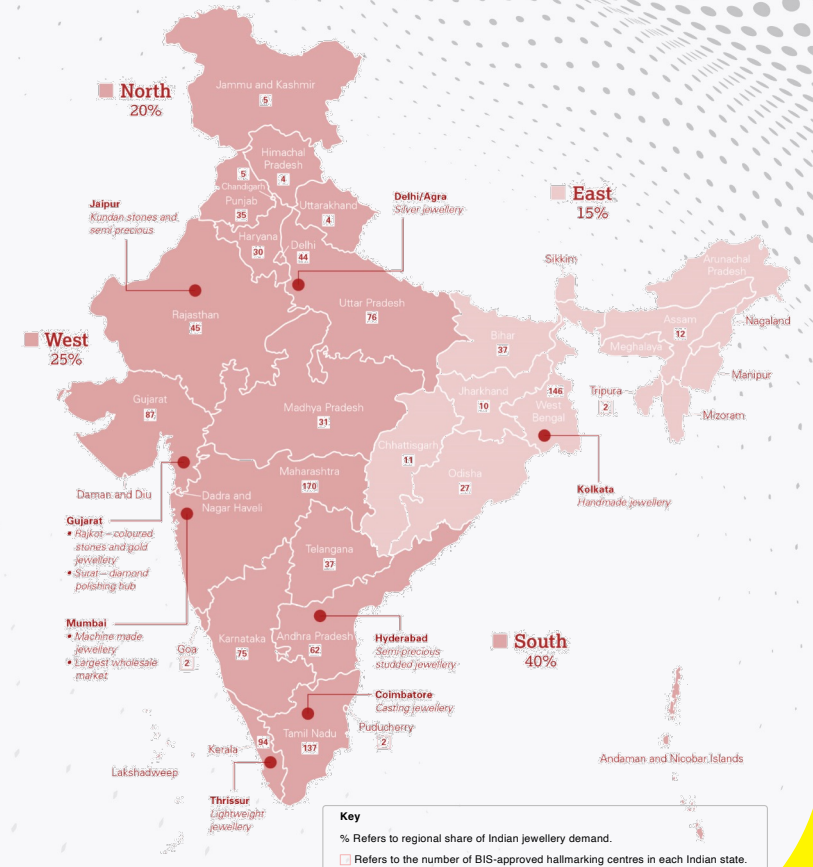 Jammu and Kashmir
5
North
20%
Himachal
Pradesh
4
5
Chandigarh
Punjab
35
Uttarakhand
4
Haryana
30
Delhi
44
Jaipur
Kundan stones and
semi precious
Delhi/Agra
Silver jewellery
East
15%
Sikkim
Arunachal
Pradesh
Assam
12
Nagaland
Meghalaya
Manipur
Tripura
2
Mizoram
Rajasthan
45
Uttar Pradesh
76
Bihar
37
West
25%
Gujarat
87
Madhya Pradesh
31
Jharkhand
10
146
West
Bengal
Chhattisgarh
11
Odisha
27
Kolkata
Handmade jewellery
Maharashtra
170
Daman and Diu
Dadra and
Nagar Haveli
Gujarat
• Rajkot – coloured
stones and gold
jewellery
• Surat – diamond
polishing hub
Telangana
37
Mumbai
• Machine made
jewellery
• Largest wholesale
market
Goa
2
Karnataka
75
Andhra Pradesh
62
Hyderabad
Semi-precious
studded jewellery
South
40%
Coimbatore
Casting jewellery
Puducherry
2
Tamil Nadu
137
Kerala
94
Lakshadweep
Andaman and Nicobar Islands
Thrissur
Lightweight
jewellery
Key
% Refers to regional share of Indian jewellery demand.
Refers to the number of BIS-approved hallmarking centres in each Indian state.